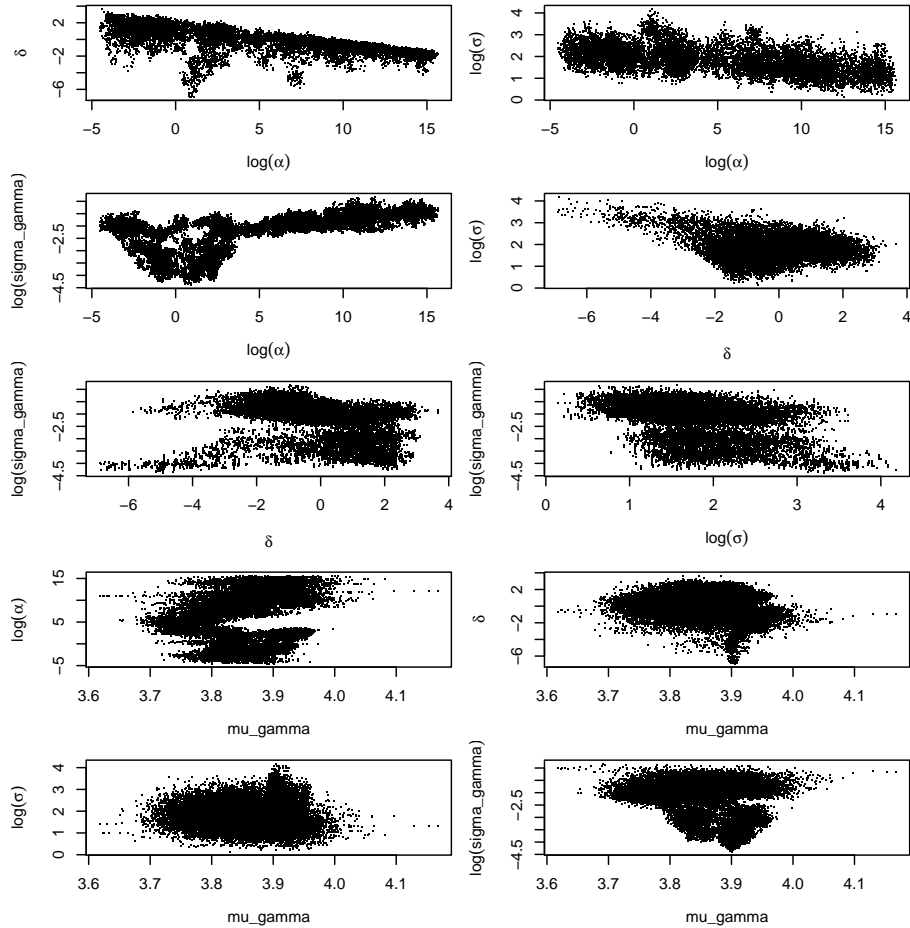 δ
2
−2
−6
−5 0 5 10 15
log(α)
log(σ)
4
3
2
1
0
−5 0 5 10 15
log(α)
log(sigma_gamma)
−2.5
−4.5
−5 0 5 10 15
log(α)
log(σ)
4
3
2
1
0
−6 −4 −2 0 2 4
δ
log(sigma_gamma)
−2.5
−4.5
−6 −4 −2 0 2 4
δ
log(sigma_gamma)
−2.5
−4.5
0 1 2 3 4
log(σ)
log(α)
15
5
−5
3.6 3.7 3.8 3.9 4.0 4.1
mu_gamma
δ
2
−2
−6
3.6 3.7 3.8 3.9 4.0 4.1
mu_gamma
log(σ)
4
3
2
1
0
3.6 3.7 3.8 3.9 4.0 4.1
mu_gamma
log(sigma_gamma)
−2.5
−4.5
3.6 3.7 3.8 3.9 4.0 4.1
mu_gamma